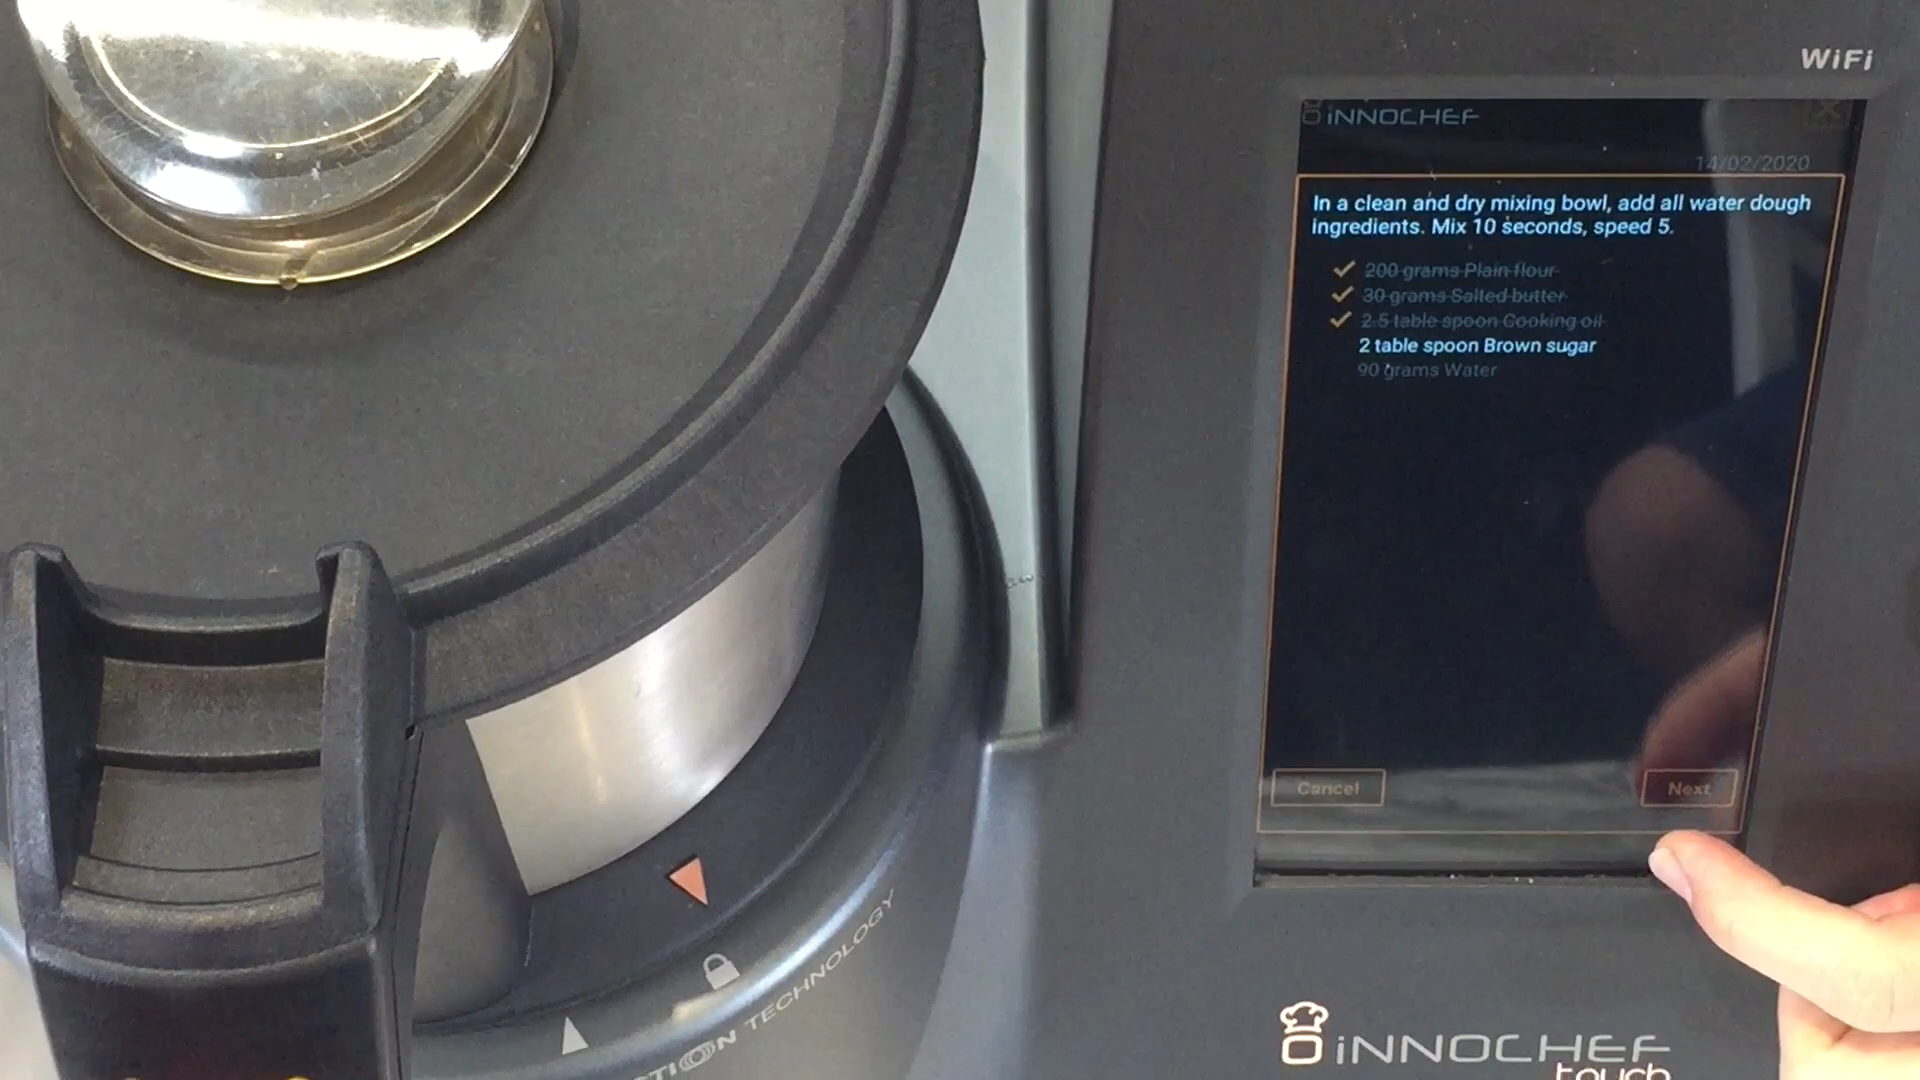 WiFi
iNNOCHEF
14/02/2020
In a clean and dry mixing bowl, add all water dough
ingredients. Mix 10 seconds, speed 5.
200 grams Plain flour
30 grams Salted butter
2.5 table spoon Cooking oil
2 table spoon Brown sugar
90 grams Water
Cancel
Next
TECHNOLOGY
iNNOCHEF
touch